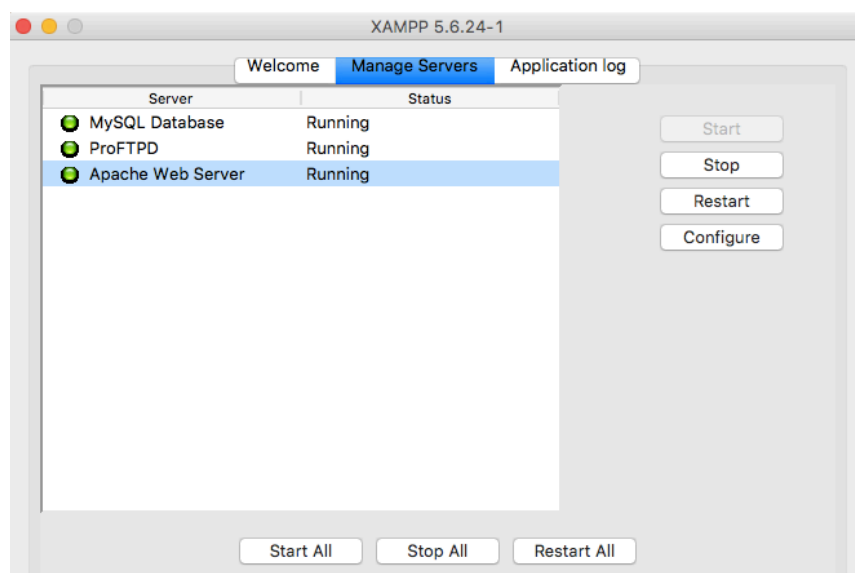 XAMPP 5.6.24-1
Welcome Manage Servers Application log
Server Status
MySQL Database Running
ProFTPD Running
Apache Web Server Running
Start
Stop
Restart
Configure
Start All Stop All Restart All